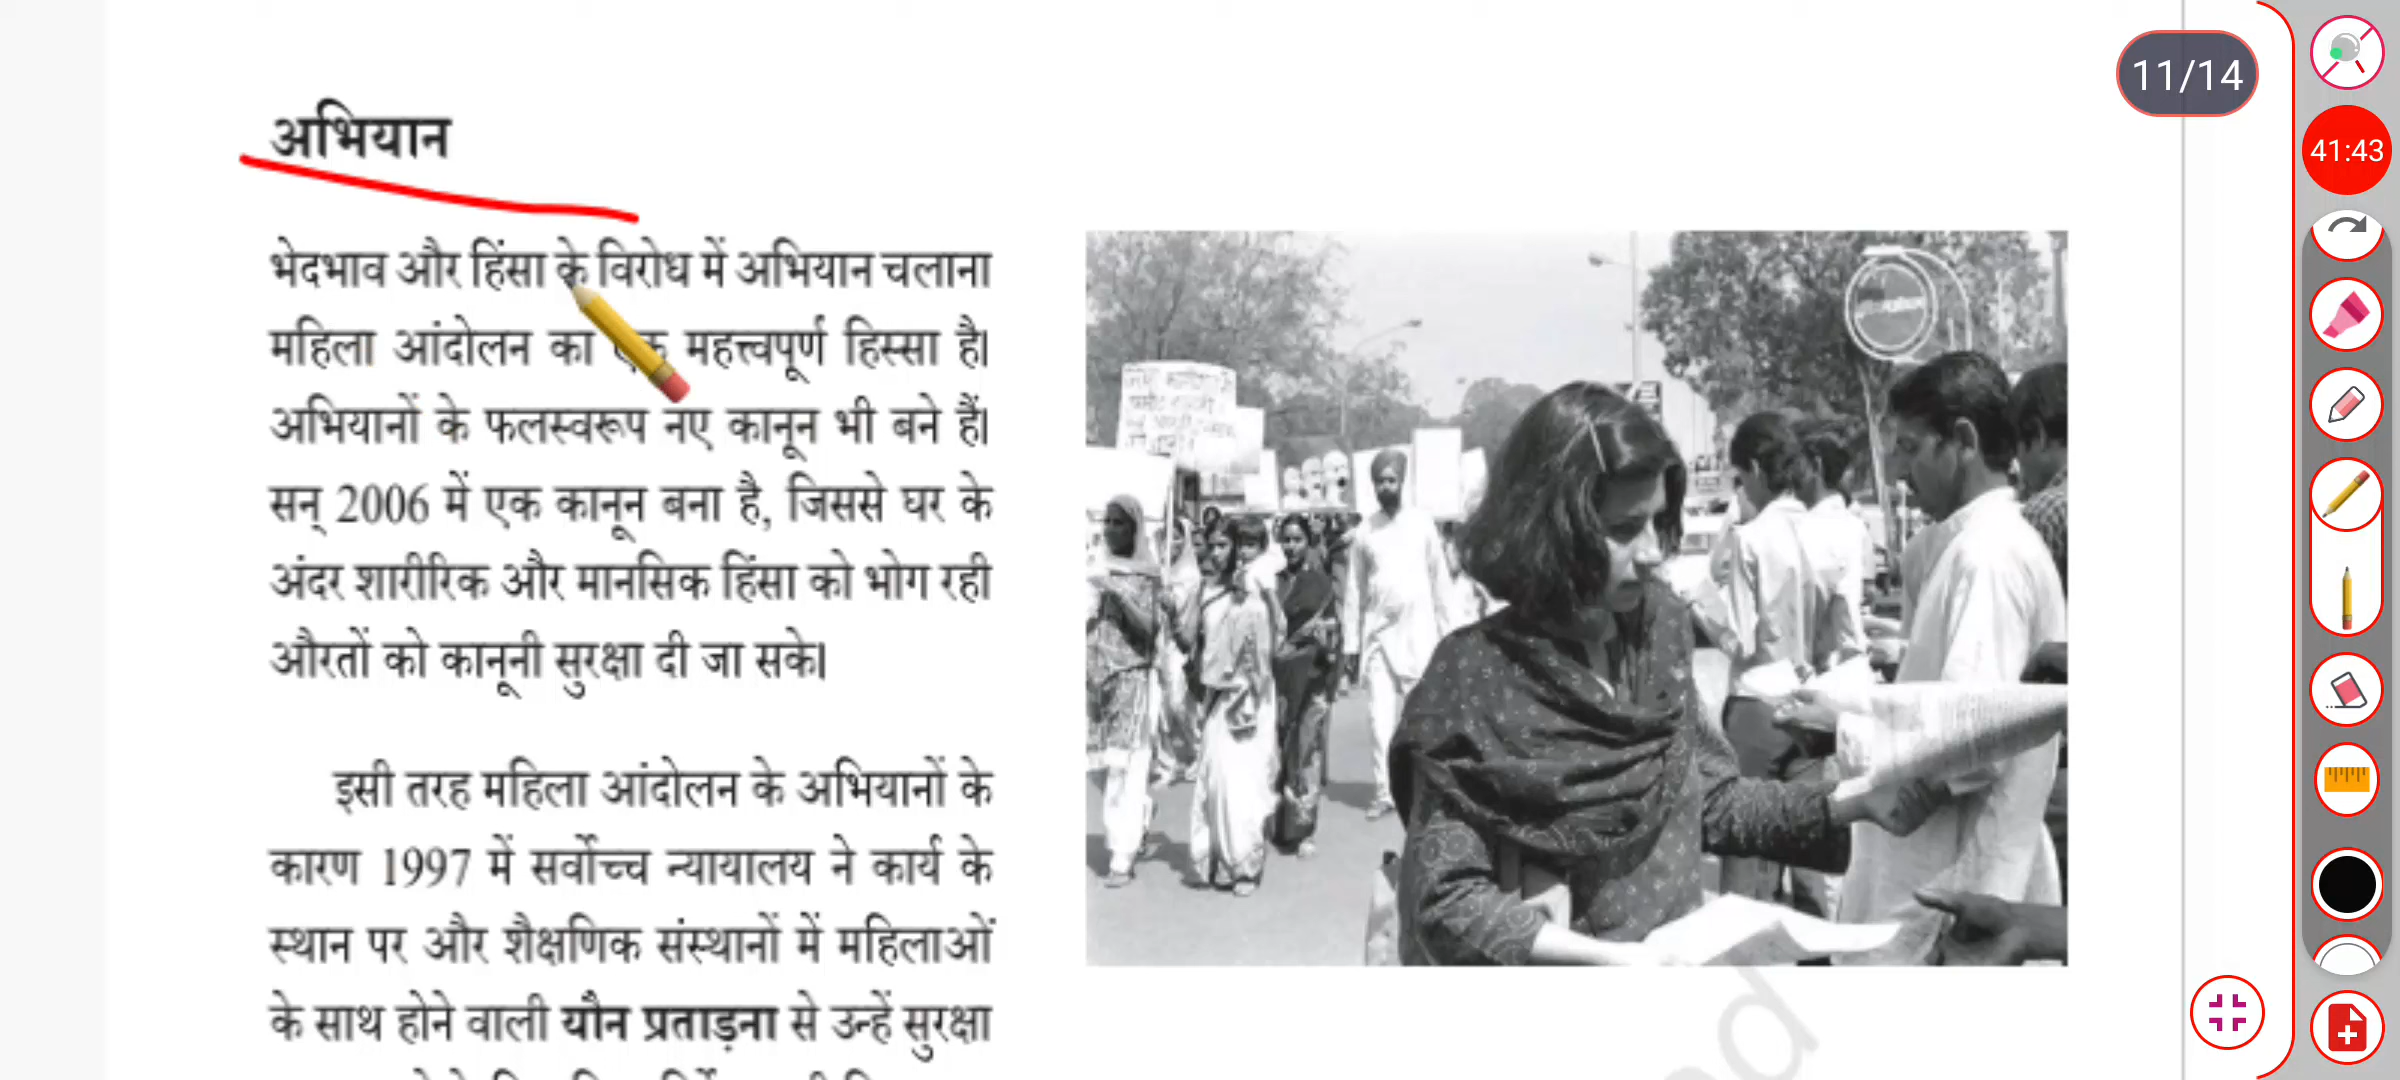 11/14
41:43
अभियान
भेदभाव और हिंसा के विरोध में अभियान चलाना
महिला आंदोलन का एक महत्त्वपूर्ण हिस्सा है।
अभियानों के फलस्वरूप नए कानून भी बने हैं।
सन् 2006 में एक कानून बना है, जिससे घर के
अंदर शारीरिक और मानसिक हिंसा को भोग रही
औरतों को कानूनी सुरक्षा दी जा सके।
इसी तरह महिला आंदोलन के अभियानों के
कारण 1997 में सर्वोच्च न्यायालय ने कार्य के
स्थान पर और शैक्षणिक संस्थानों में महिलाओं
के साथ होने वाली यौन प्रताड़ना से उन्हें सुरक्षा